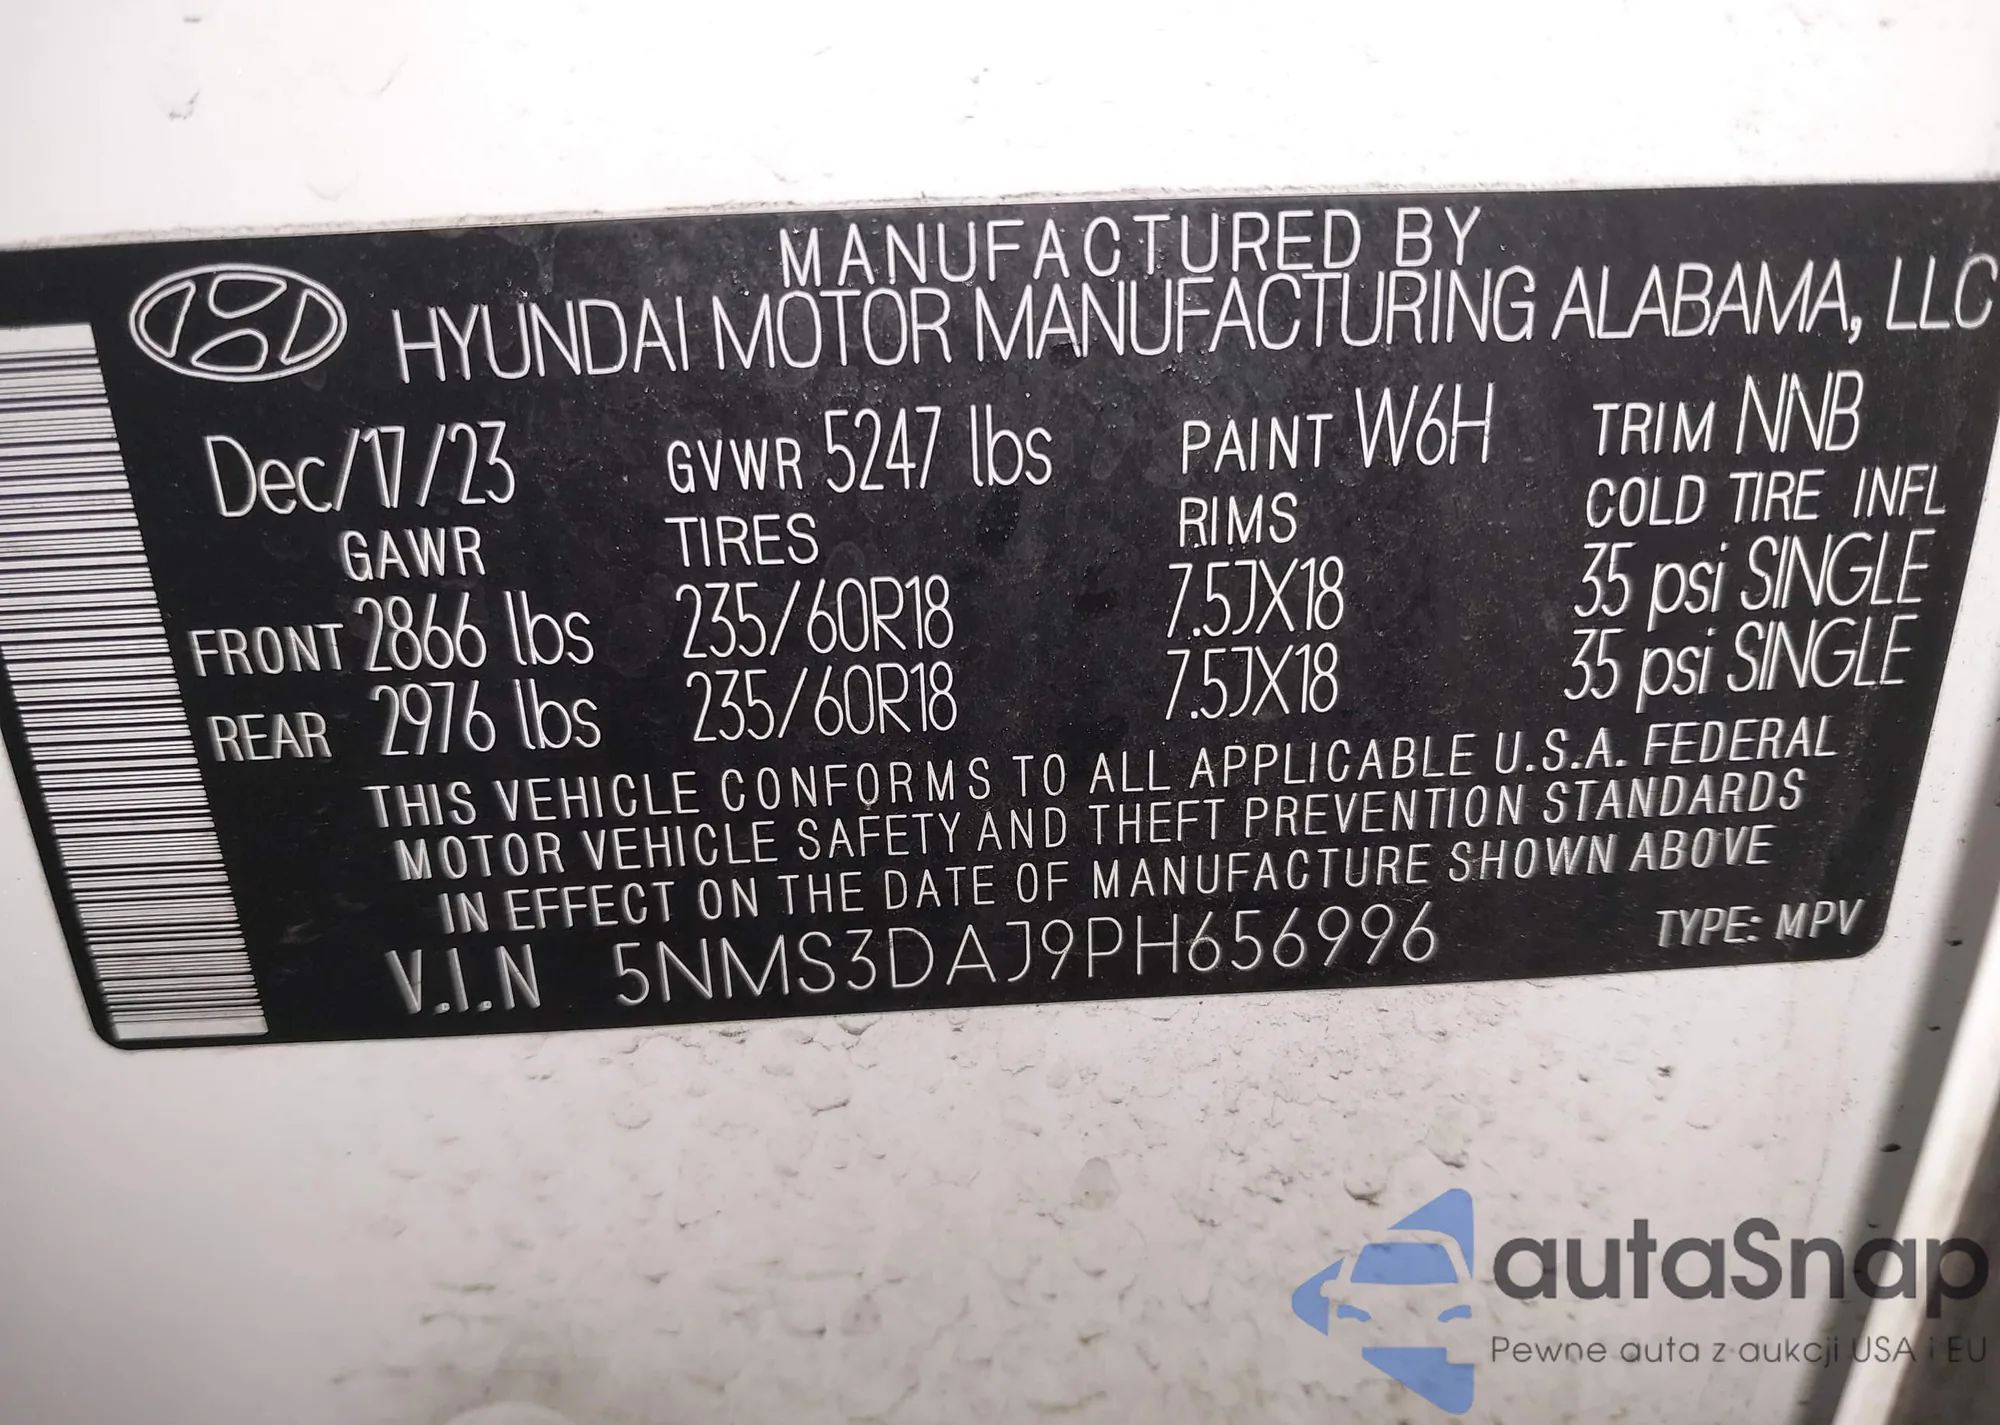 MANUFACTURED BY
HYUNDAI MOTOR MANUFACTURING ALABAMA, LLC
Dec/17/23 GVWR 5247 lbs PAINT W6H TRIM NNB
GAWR TIRES RIMS COLD TIRE INFL
FRONT 2866 lbs 235/60R18 7.5JX18 35 psi SINGLE
REAR 2976 lbs 235/60R18 7.5JX18 35 psi SINGLE
THIS VEHICLE CONFORMS TO ALL APPLICABLE U.S.A. FEDERAL
MOTOR VEHICLE SAFETY AND THEFT PREVENTION STANDARDS
IN EFFECT ON THE DATE OF MANUFACTURE SHOWN ABOVE
V.I.N 5NMS3DAJ9PH656996 TYPE: MPV
autaSnap
Pewne auta z aukcji USA i EU